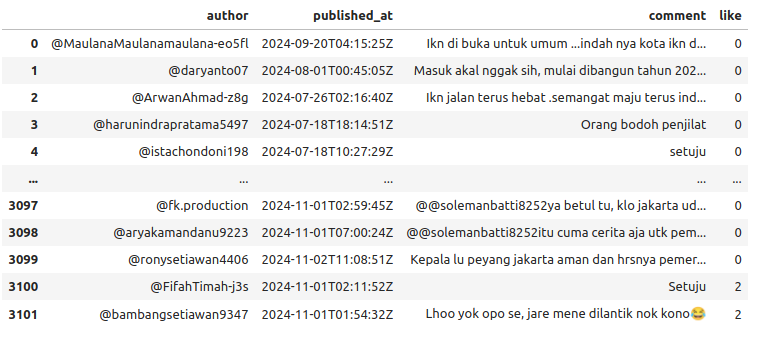 author published_at comment like
0 @MaulanaMaulanamaulana-eo5fl 2024-09-20T04:15:25Z Ikn di buka untuk umum ...indah nya kota ikn d... 0
1 @daryanto07 2024-08-01T00:45:05Z Masuk akal nggak sih, mulai dibangun tahun 202... 0
2 @ArwanAhmad-z8g 2024-07-26T02:16:40Z Ikn jalan terus hebat .semangat maju terus ind... 0
3 @harunindrapratama5497 2024-07-18T18:14:51Z Orang bodoh penjilat 0
4 @istachondoni198 2024-07-18T10:27:29Z setuju 0
... ... ... ... ...
3097 @fk.production 2024-11-01T02:59:45Z @@solemanbatti8252ya betul tu, klo jakarta ud... 0
3098 @aryakamandanu9223 2024-11-01T07:00:24Z @@solemanbatti8252itu cuma cerita aja utk pem... 0
3099 @ronysetiawan4406 2024-11-02T11:08:51Z Kepala lu peyang jakarta aman dan hrsnya pemer... 0
3100 @FifahTimah-j3s 2024-11-01T02:11:52Z Setuju 2
3101 @bambangsetiawan9347 2024-11-01T01:54:32Z Lhoo yok opo se, jare mene dilantik nok kono😂 2